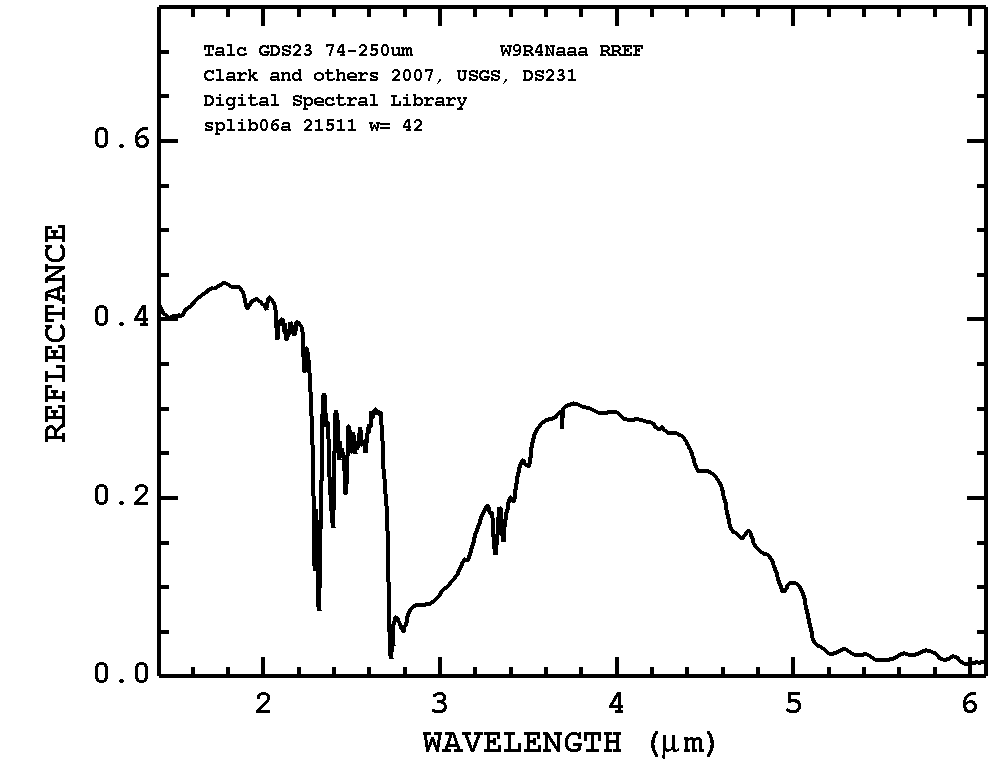 Talc GDS23 74-250um W9R4Naaa RREF
Clark and others 2007, USGS, DS231
Digital Spectral Library
splib06a 21511 w= 42
0.6
0.4
0.2
0.0
REFLECTANCE
2 3 4 5 6
WAVELENGTH (μm)